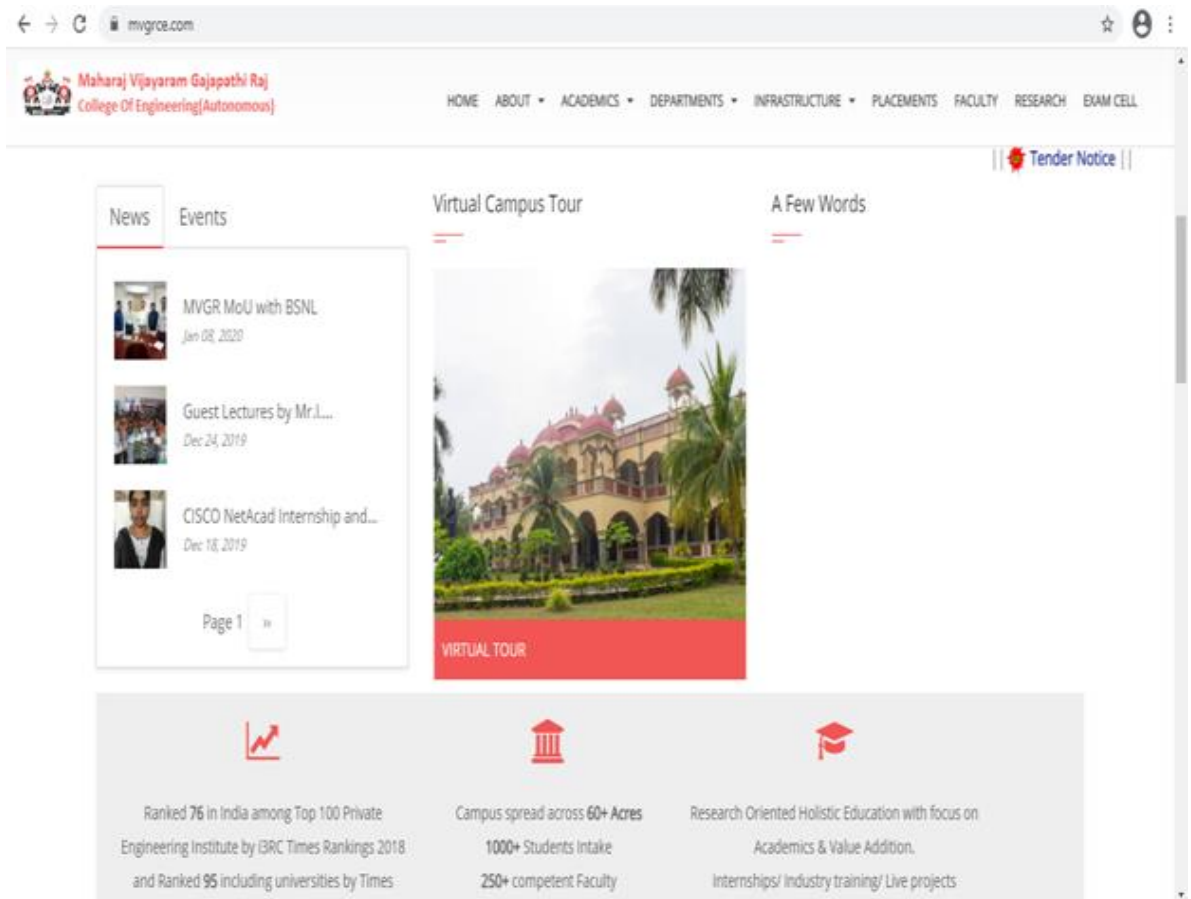 mvgrce.com
Maharaj Vijayaram Gajapathi Raj
College Of Engineering(Autonomous)
HOME ABOUT ACADEMICS DEPARTMENTS INFRASTRUCTURE PLACEMENTS FACULTY RESEARCH EXAM CELL
|| Tender Notice ||
News Events
MVGR MoU with BSNL
Jan 08, 2020
Guest Lectures by Mr.I....
Dec 24, 2019
CISCO NetAcad Internship and...
Dec 18, 2019
Page 1 »
Virtual Campus Tour
VIRTUAL TOUR
A Few Words
Ranked 76 in India among Top 100 Private
Engineering Institute by i3RC Times Rankings 2018
and Ranked 95 including universities by Times
Campus spread across 60+ Acres
1000+ Students Intake
250+ competent Faculty
Research Oriented Holistic Education with focus on
Academics & Value Addition.
Internships/ Industry training/ Live projects